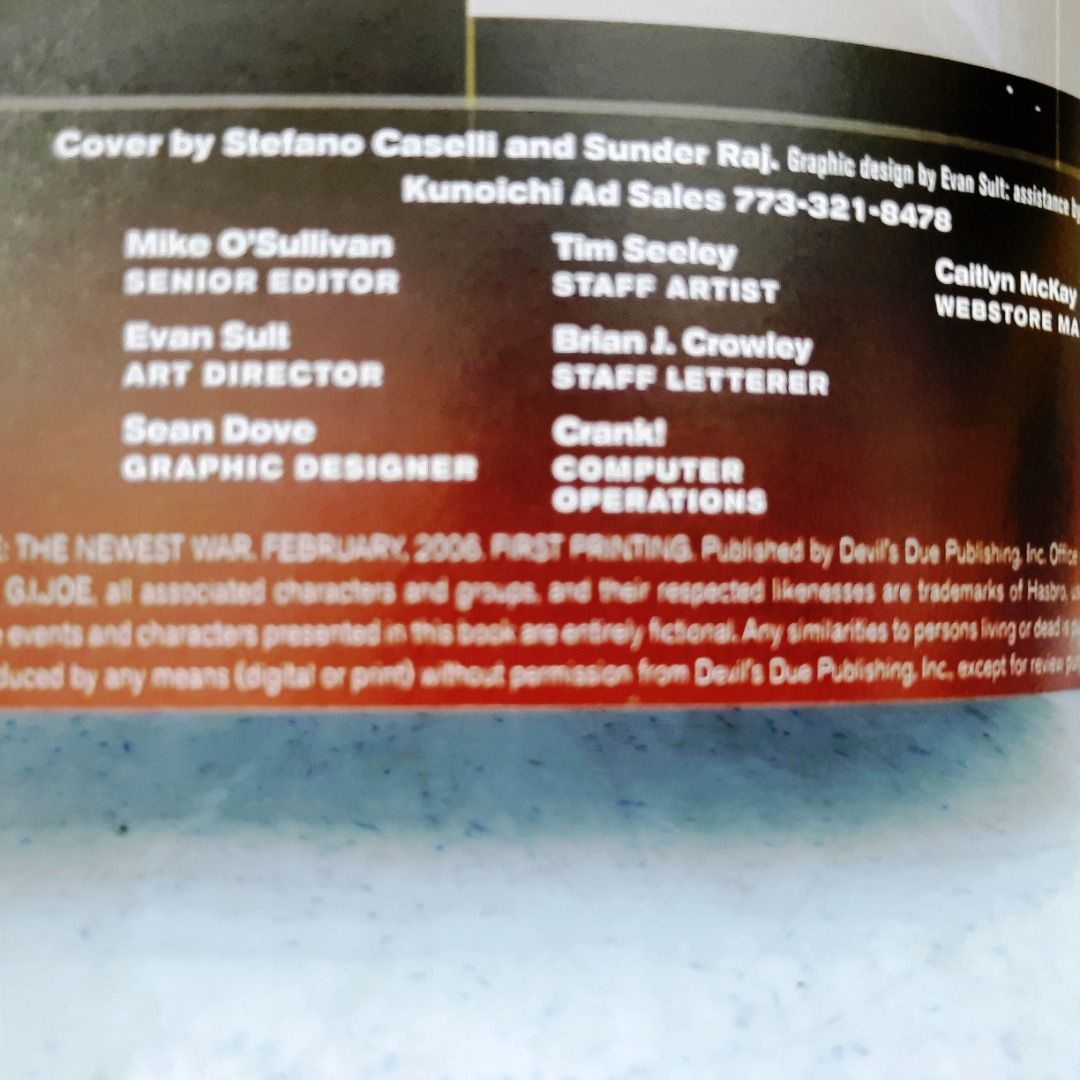 Cover by Stefano Caselli and Sunder Raj. Graphic design by Evan Sult: assistance by
Kunoichi Ad Sales 773-321-8478
Mike O'Sullivan
SENIOR EDITOR
Evan Sult
ART DIRECTOR
Sean Dove
GRAPHIC DESIGNER
Tim Seeley
STAFF ARTIST
Brian J. Crowley
STAFF LETTERER
Crank!
COMPUTER
OPERATIONS
Caitlyn McKay
WEBSTORE MA
: THE NEWEST WAR. FEBRUARY, 2006. FIRST PRINTING. Published by Devil's Due Publishing, Inc. Office
G.I.JOE, all associated characters and groups, and their respected likenesses are trademarks of Hasbro,
events and characters presented in this book are entirely fictional. Any similarities to persons living or dead is
duced by any means (digital or print) without permission from Devil's Due Publishing, Inc., except for review